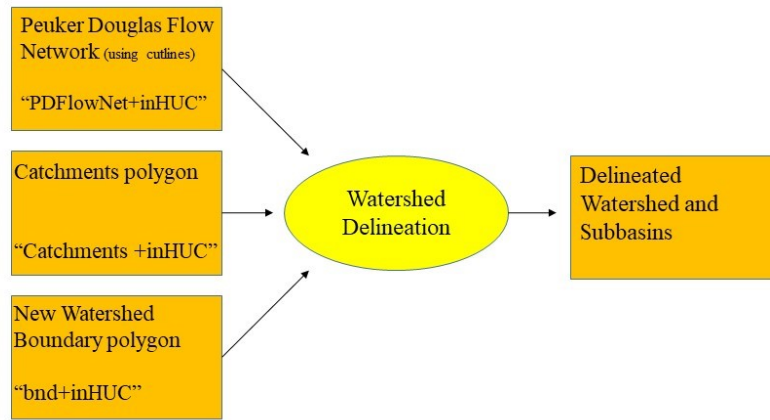 Peuker Douglas Flow
Network (using cutlines)
“PDFlowNet+inHUC”
Catchments polygon
“Catchments +inHUC”
New Watershed
Boundary polygon
“bnd+inHUC”
Watershed
Delineation
Delineated
Watershed and
Subbasins